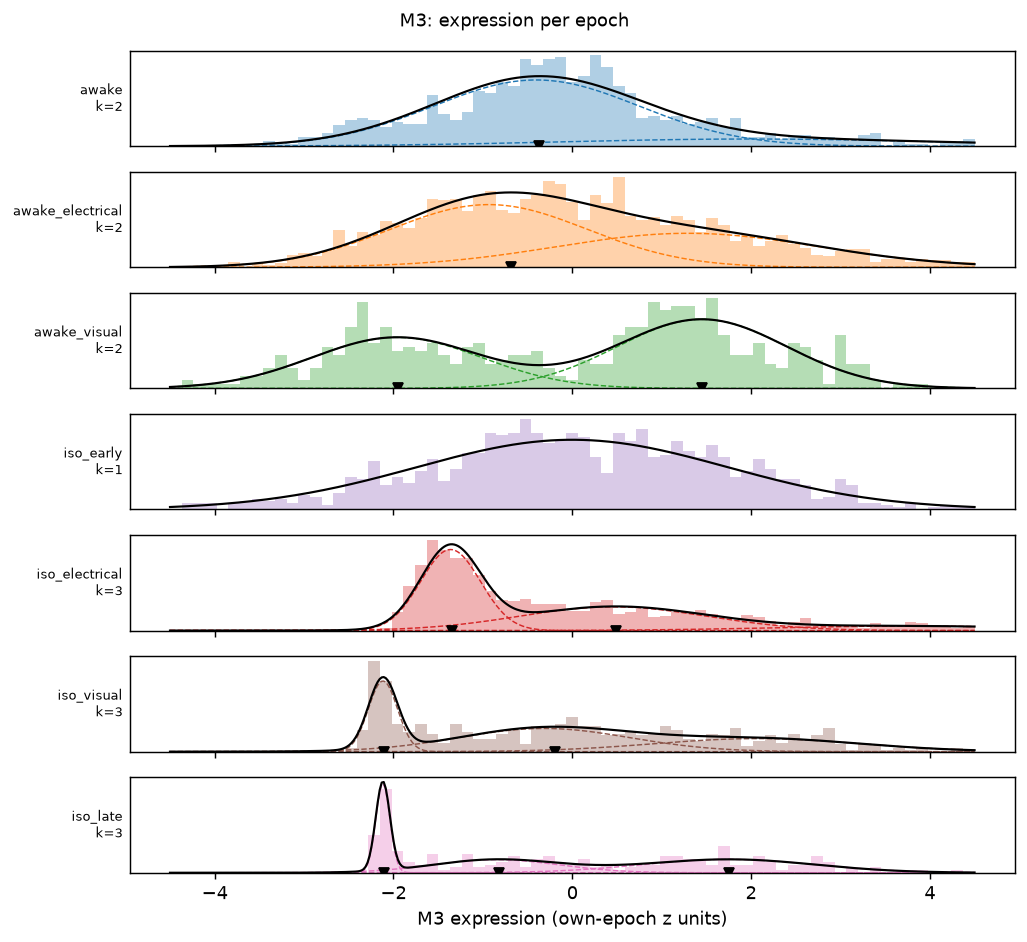 M3: expression per epoch
awake
k=2
awake_electrical
k=2
awake_visual
k=2
iso_early
k=1
iso_electrical
k=3
iso_visual
k=3
iso_late
k=3
−4 −2 0 2 4
M3 expression (own-epoch z units)